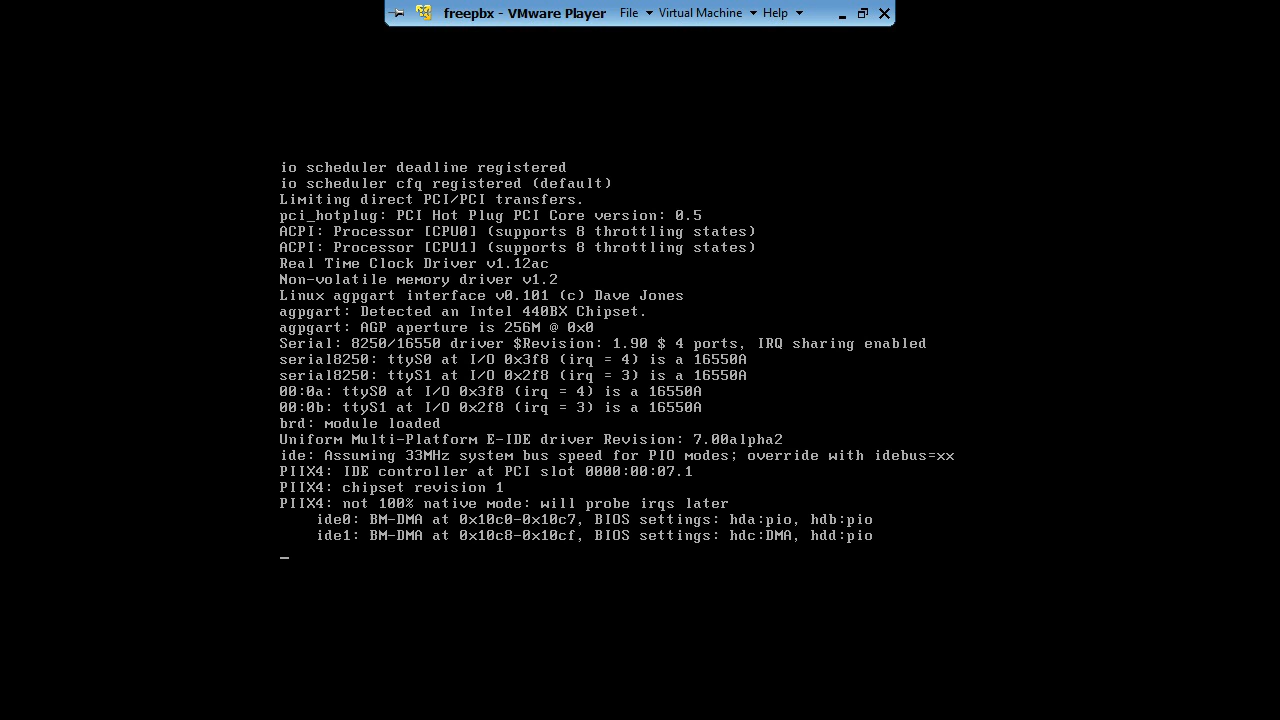 freepbx - VMware Player File Virtual Machine Help
io scheduler deadline registered
io scheduler cfq registered (default)
Limiting direct PCI/PCI transfers.
pci_hotplug: PCI Hot Plug PCI Core version: 0.5
ACPI: Processor [CPU0] (supports 8 throttling states)
ACPI: Processor [CPU1] (supports 8 throttling states)
Real Time Clock Driver v1.12ac
Non-volatile memory driver v1.2
Linux agpgart interface v0.101 (c) Dave Jones
agpgart: Detected an Intel 440BX Chipset.
agpgart: AGP aperture is 256M @ 0x0
Serial: 8250/16550 driver $Revision: 1.90 $ 4 ports, IRQ sharing enabled
serial8250: ttyS0 at I/O 0x3f8 (irq = 4) is a 16550A
serial8250: ttyS1 at I/O 0x2f8 (irq = 3) is a 16550A
00:0a: ttyS0 at I/O 0x3f8 (irq = 4) is a 16550A
00:0b: ttyS1 at I/O 0x2f8 (irq = 3) is a 16550A
brd: module loaded
Uniform Multi-Platform E-IDE driver Revision: 7.00alpha2
ide: Assuming 33MHz system bus speed for PIO modes; override with idebus=xx
PIIX4: IDE controller at PCI slot 0000:00:07.1
PIIX4: chipset revision 1
PIIX4: not 100% native mode: will probe irqs later
ide0: BM-DMA at 0x10c0-0x10c7, BIOS settings: hda:pio, hdb:pio
ide1: BM-DMA at 0x10c8-0x10cf, BIOS settings: hdc:DMA, hdd:pio